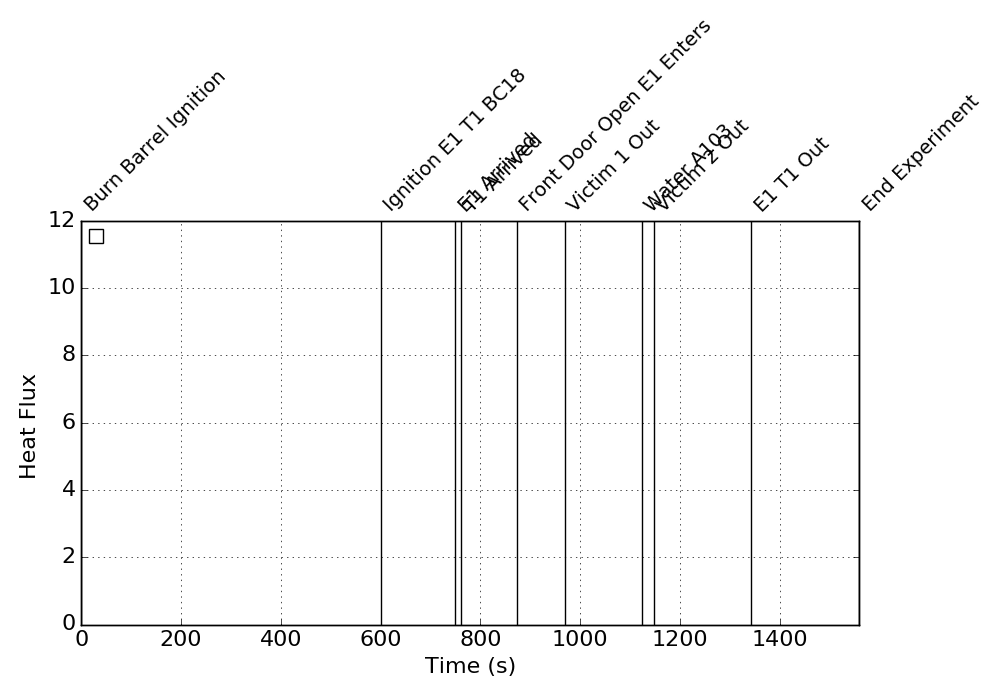 Burn Barrel Ignition
Ignition E1 T1 BC18
E1 Arrived
T1 Arrived
Front Door Open E1 Enters
Victim 1 Out
Water A103
Victim 2 Out
E1 T1 Out
End Experiment
12
10
8
6
4
2
0
Heat Flux
0 200 400 600 800 1000 1200 1400
Time (s)